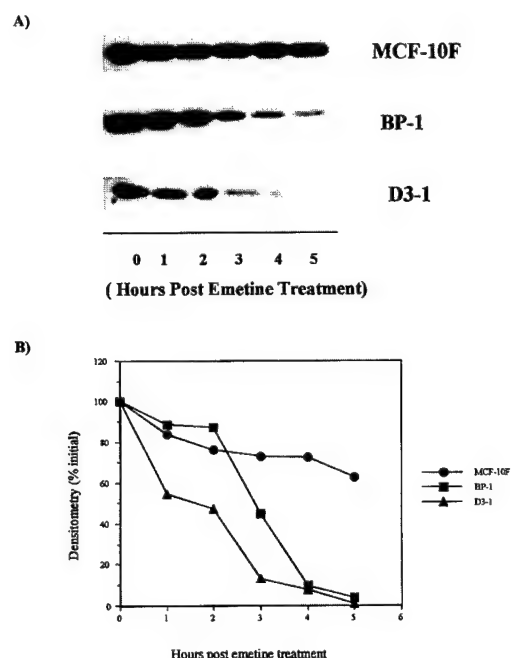 A)
MCF-10F
BP-1
D3-1
0 1 2 3 4 5
( Hours Post Emetine Treatment)
B)
120
100
80
60
40
20
0
Densitometry (% initial)
0 1 2 3 4 5 6
Hours post emetine treatment
MCF-10F
BP-1
D3-1